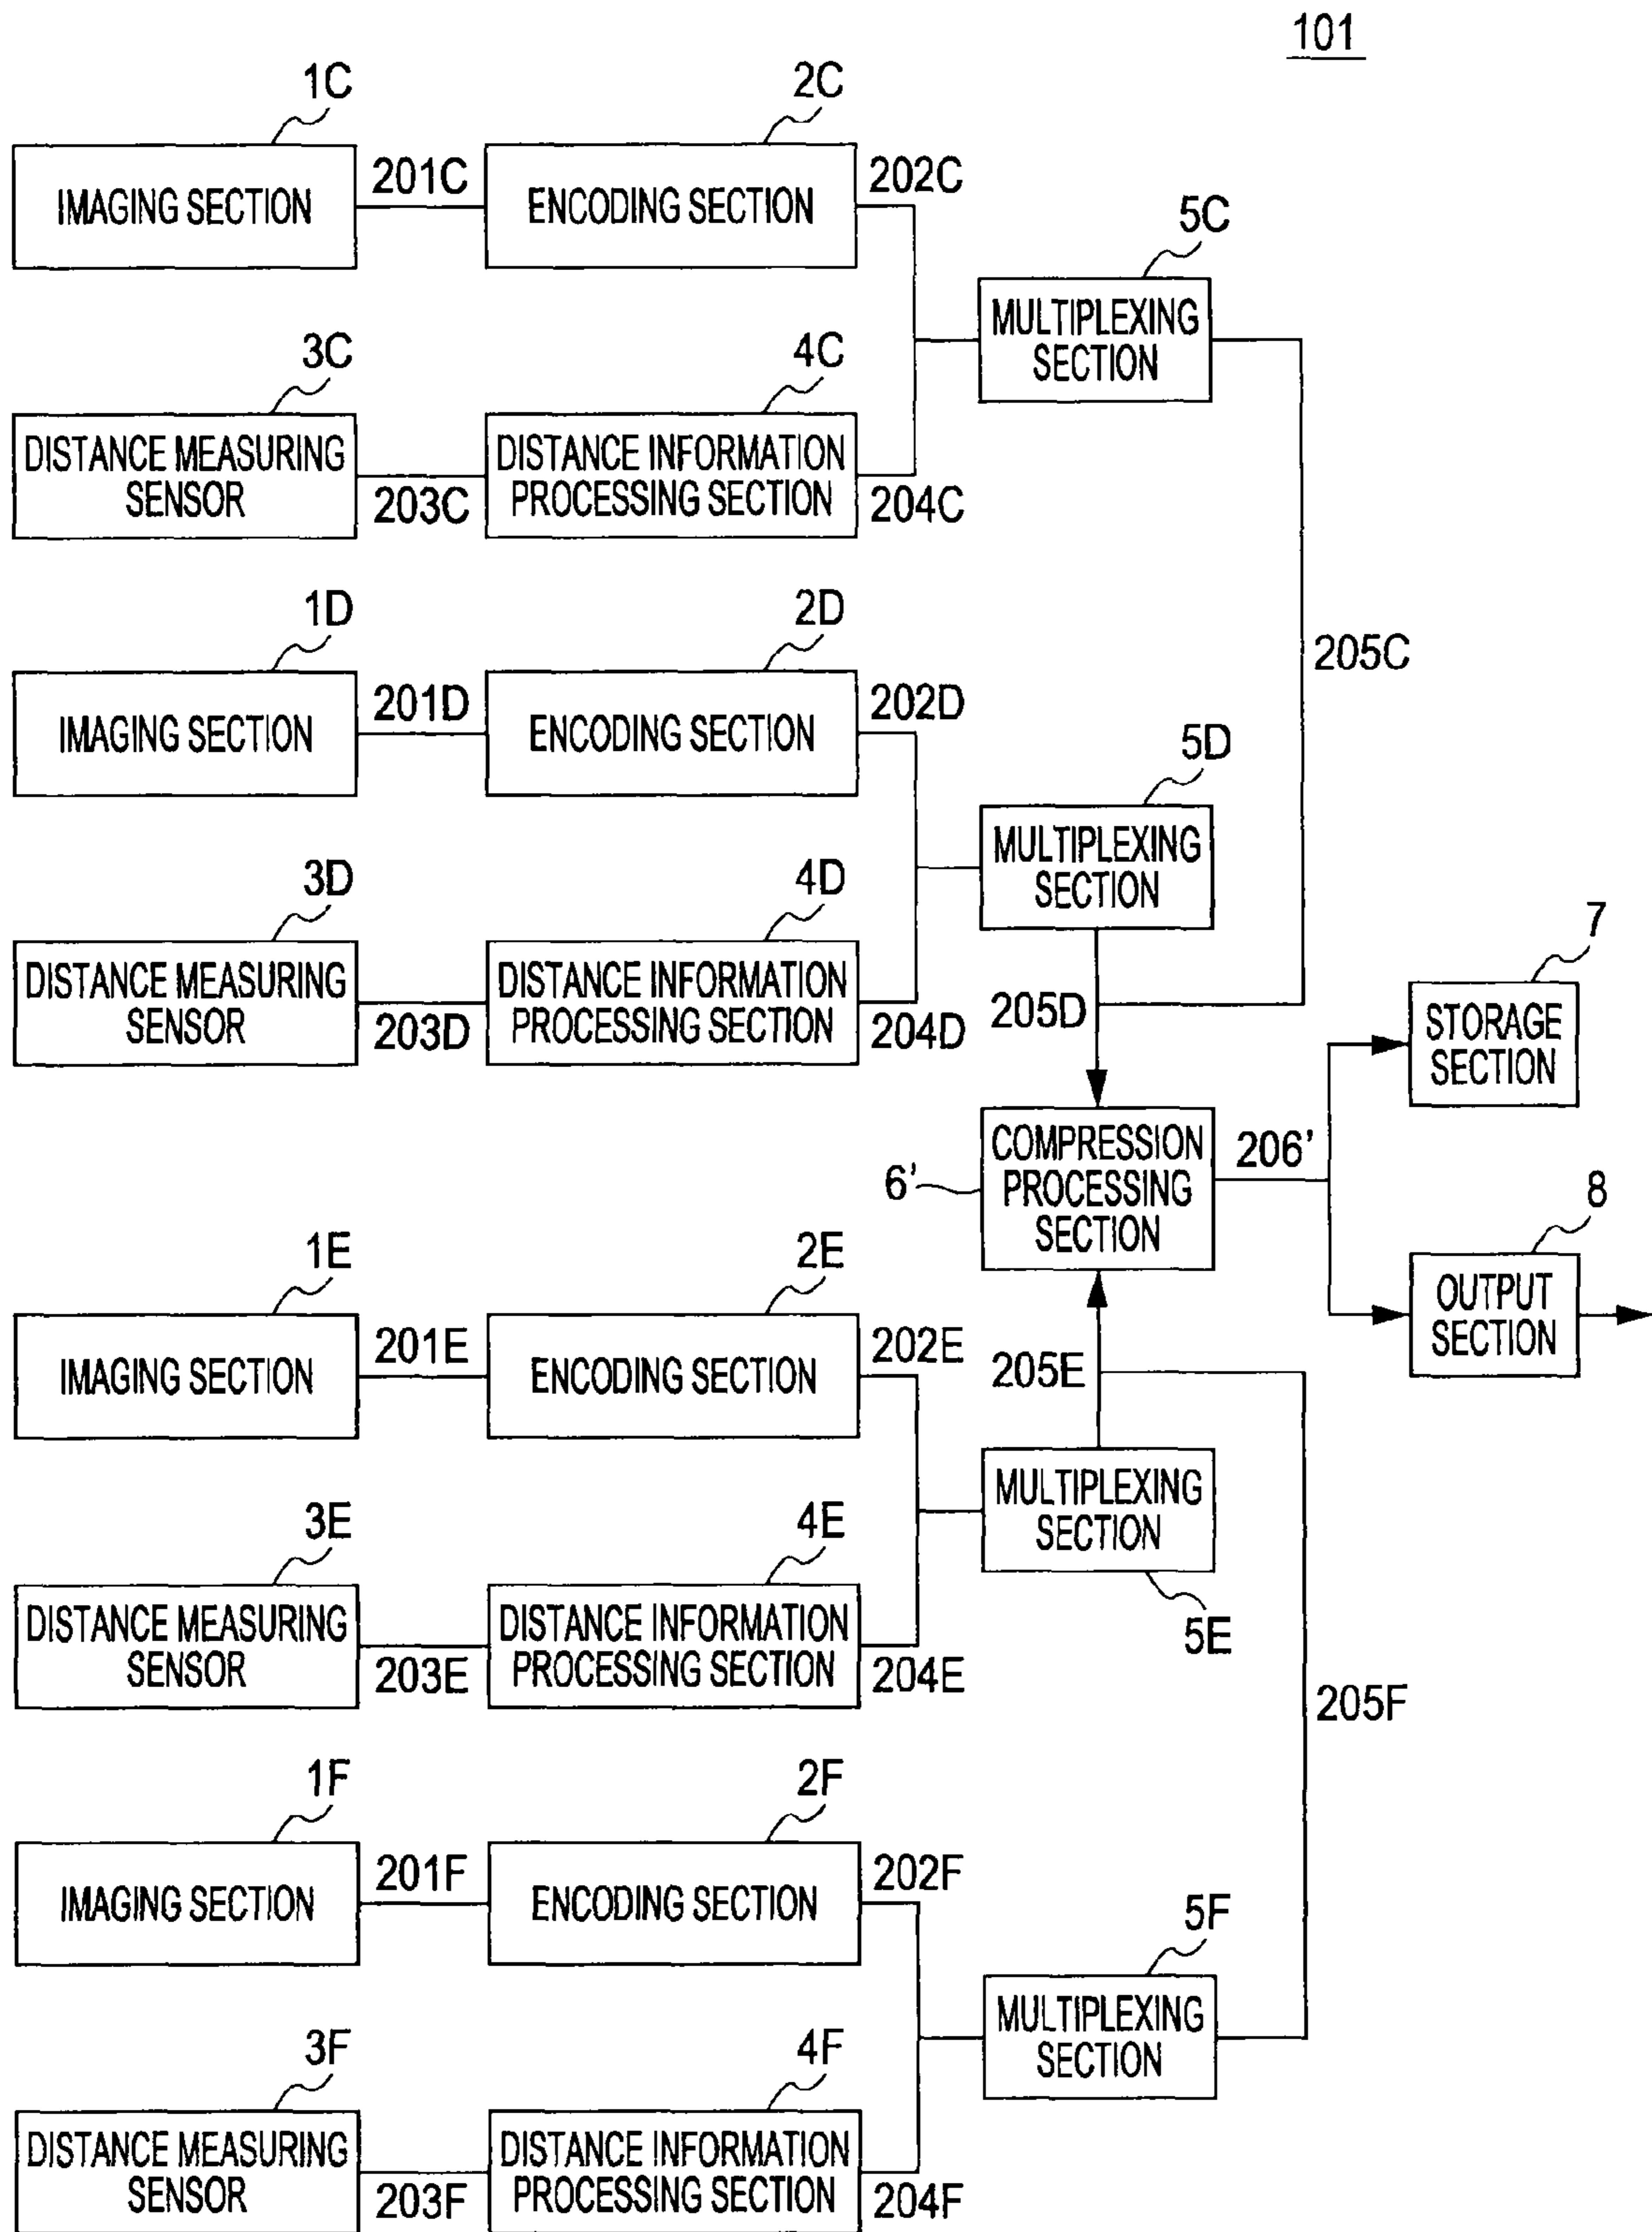 101
1C
2C
IMAGING SECTION
201C
ENCODING SECTION
202C
5C
MULTIPLEXING
SECTION
3C
4C
DISTANCE MEASURING
SENSOR
203C
DISTANCE INFORMATION
PROCESSING SECTION
204C
205C
1D
2D
IMAGING SECTION
201D
ENCODING SECTION
202D
5D
MULTIPLEXING
SECTION
3D
4D
DISTANCE MEASURING
SENSOR
203D
DISTANCE INFORMATION
PROCESSING SECTION
204D
205D
7
STORAGE
SECTION
6'
COMPRESSION
PROCESSING
SECTION
206'
8
OUTPUT
SECTION
1E
2E
IMAGING SECTION
201E
ENCODING SECTION
202E
205E
MULTIPLEXING
SECTION
5E
3E
4E
DISTANCE MEASURING
SENSOR
203E
DISTANCE INFORMATION
PROCESSING SECTION
204E
205F
1F
2F
IMAGING SECTION
201F
ENCODING SECTION
202F
5F
MULTIPLEXING
SECTION
3F
4F
DISTANCE MEASURING
SENSOR
203F
DISTANCE INFORMATION
PROCESSING SECTION
204F